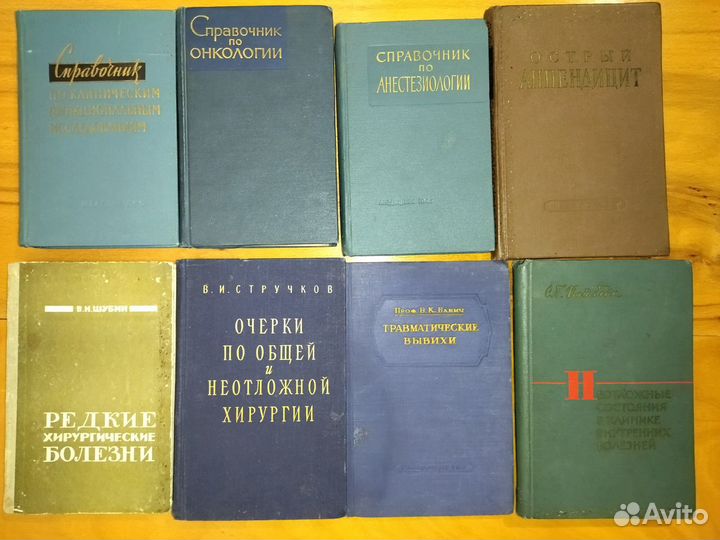 Справочник
ПО КЛИНИЧЕСКИМ
ФУНКЦИОНАЛЬНЫМ
ИССЛЕДОВАНИЯМ
Справочник
по
онкологии
СПРАВОЧНИК
ПО
АНЕСТЕЗИОЛОГИИ
ОСТРЫЙ
АППЕНДИЦИТ
В.Н.ШУБИН
РЕДКИЕ
ХИРУРГИЧЕСКИЕ
БОЛЕЗНИ
В.И.СТРУЧКОВ
ОЧЕРКИ
ПО ОБЩЕЙ
и
НЕОТЛОЖНОЙ
ХИРУРГИИ
Проф. В.К.
ТРАВМАТИЧЕСКИЕ
ВЫВИХИ
НЕОТЛОЖНЫЕ
СОСТОЯНИЯ
В КЛИНИКЕ
ВНУТРЕННИХ
БОЛЕЗНЕЙ
Avito